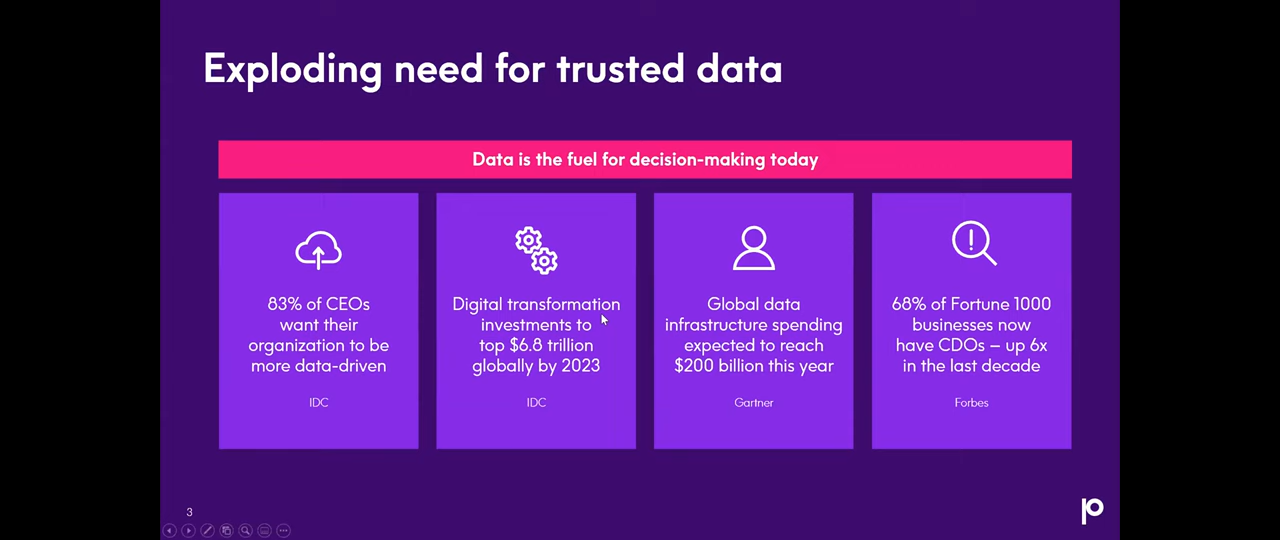 Exploding need for trusted data
Data is the fuel for decision-making today
83% of CEOs
want their
organization to be
more data-driven
IDC
Digital transformation
investments to
top $6.8 trillion
globally by 2023
IDC
Global data
infrastructure spending
expected to reach
$200 billion this year
Gartner
68% of Fortune 1000
businesses now
have CDOs – up 6x
in the last decade
Forbes
3
p